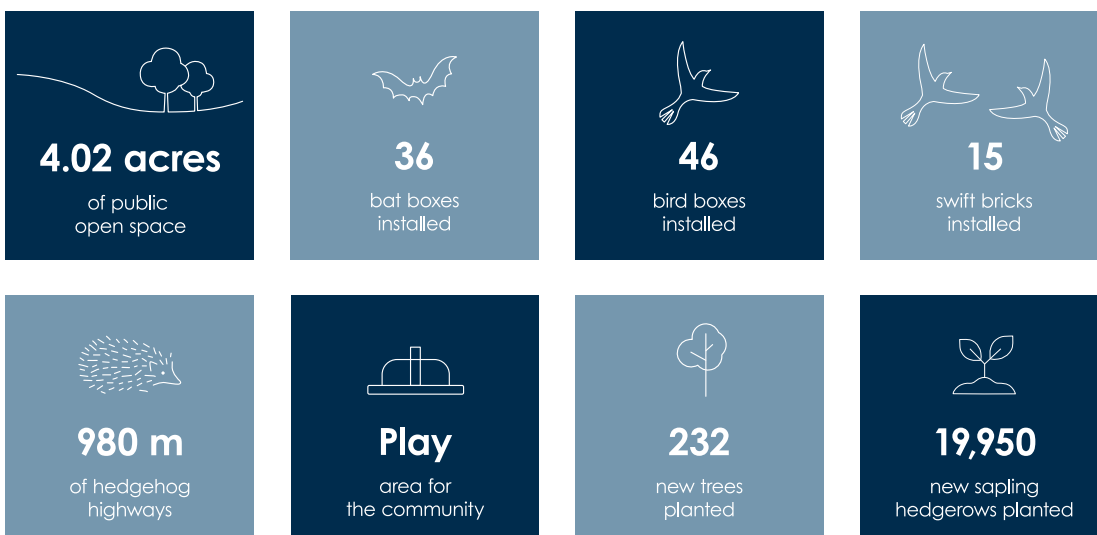 4.02 acres
of public
open space
36
bat boxes
installed
46
bird boxes
installed
15
swift bricks
installed
980 m
of hedgehog
highways
Play
area for
the community
232
new trees
planted
19,950
new sapling
hedgerows planted